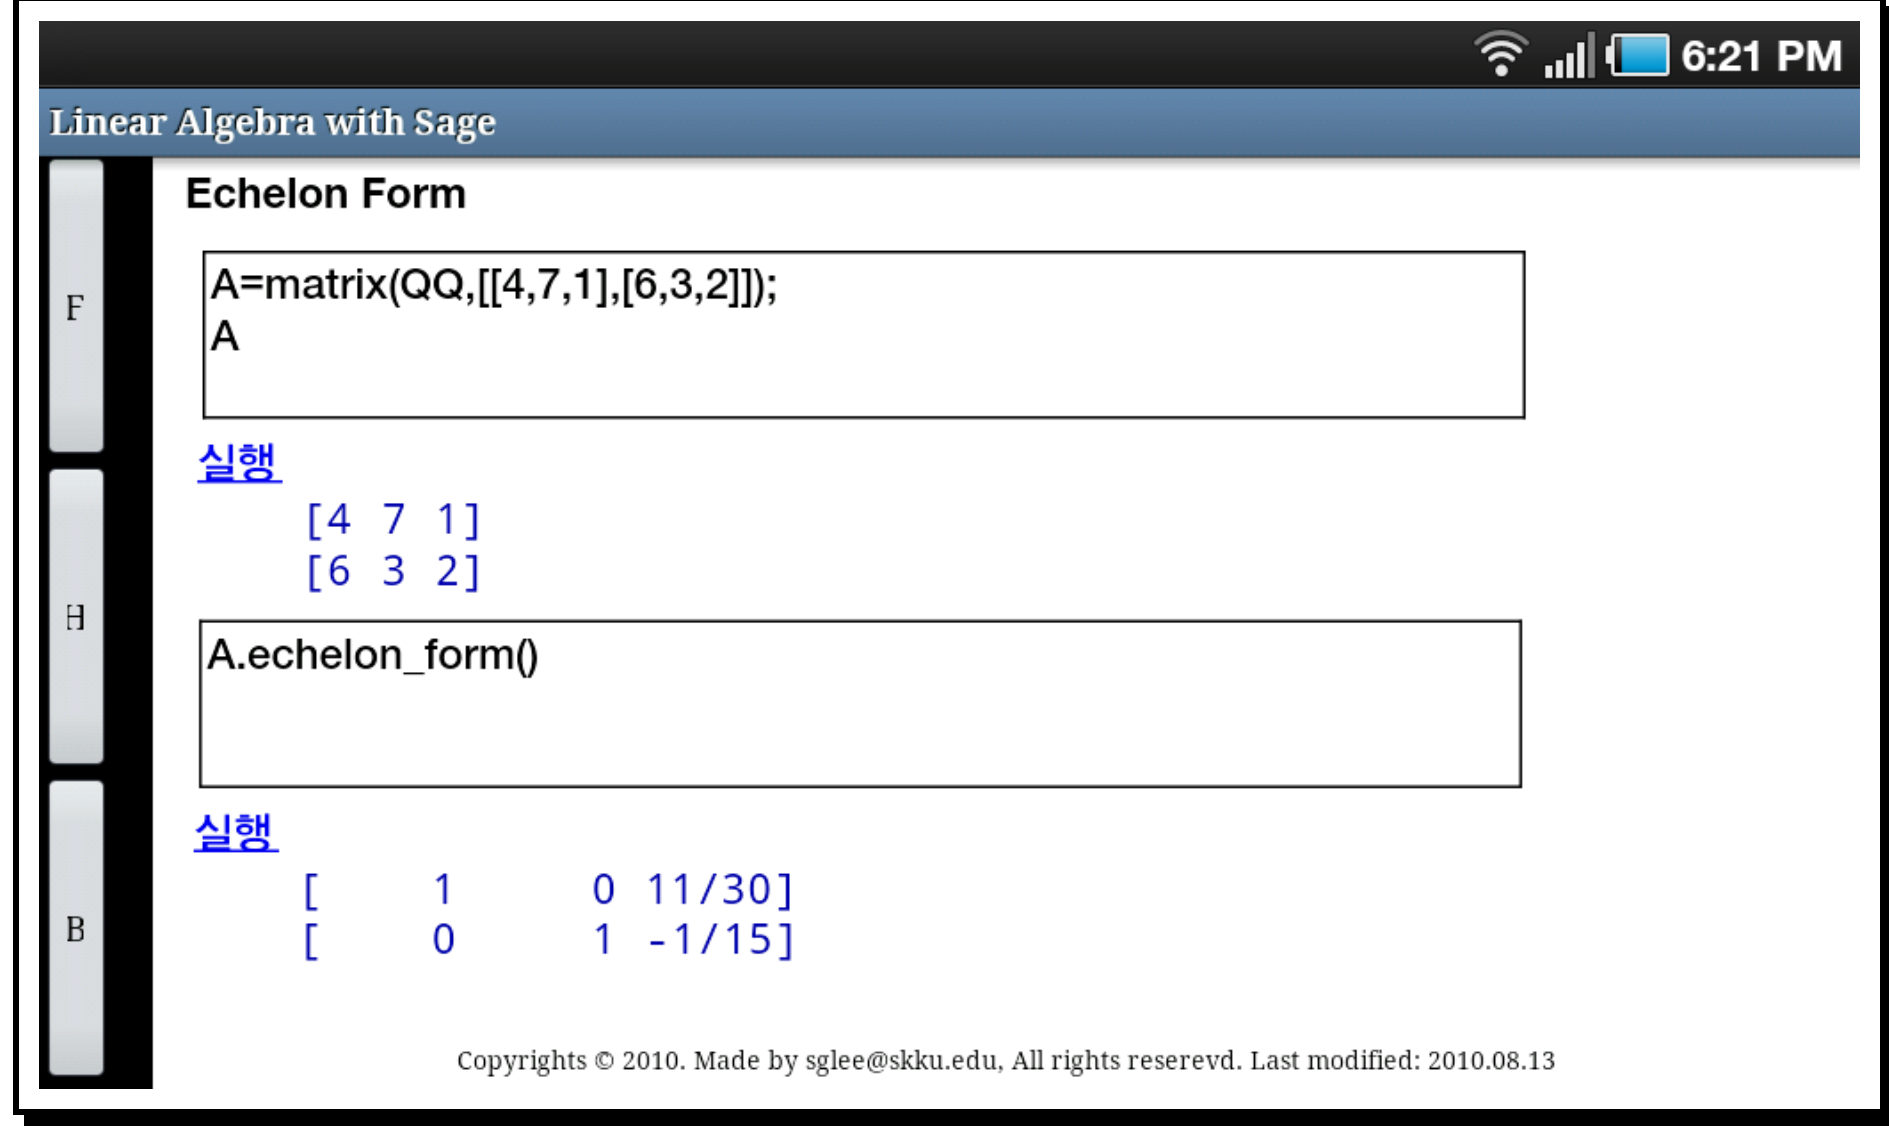 6:21 PM
Linear Algebra with Sage
F
H
B
Echelon Form
A=matrix(QQ,[[4,7,1],[6,3,2]]);
A
실행
[4 7 1]
[6 3 2]
A.echelon_form()
실행
[     1     0 11/30]
[     0     1 -1/15]
Copyrights © 2010. Made by sglee@skku.edu, All rights reserevd. Last modified: 2010.08.13